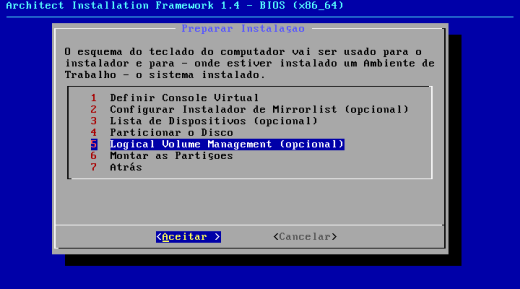 Architect Installation Framework 1.4 - BIOS (x86_64)
Preparar Instalaşao
O esquema do teclado do computador vai ser usado para o
instalador e para - onde estiver instalado um Ambiente de
Trabalho - o sistema instalado.
1 Definir Console Virtual
2 Configurar Instalador de Mirrorlist (opcional)
3 Lista de Dispositivos (opcional)
4 Particionar o Disco
5 Logical Volume Management (opcional)
6 Montar as Partişoes
7 Atrás
<Aceitar >
<Cancelar>